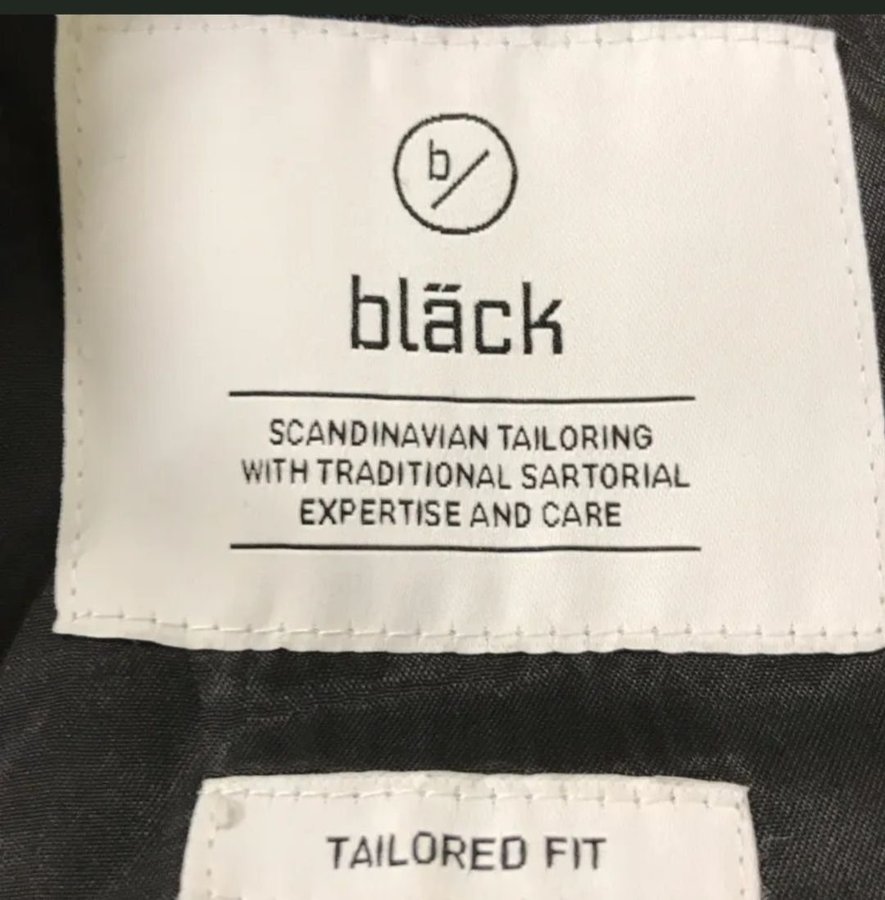 b/
bläck
SCANDINAVIAN TAILORING
WITH TRADITIONAL SARTORIAL
EXPERTISE AND CARE
TAILORED FIT